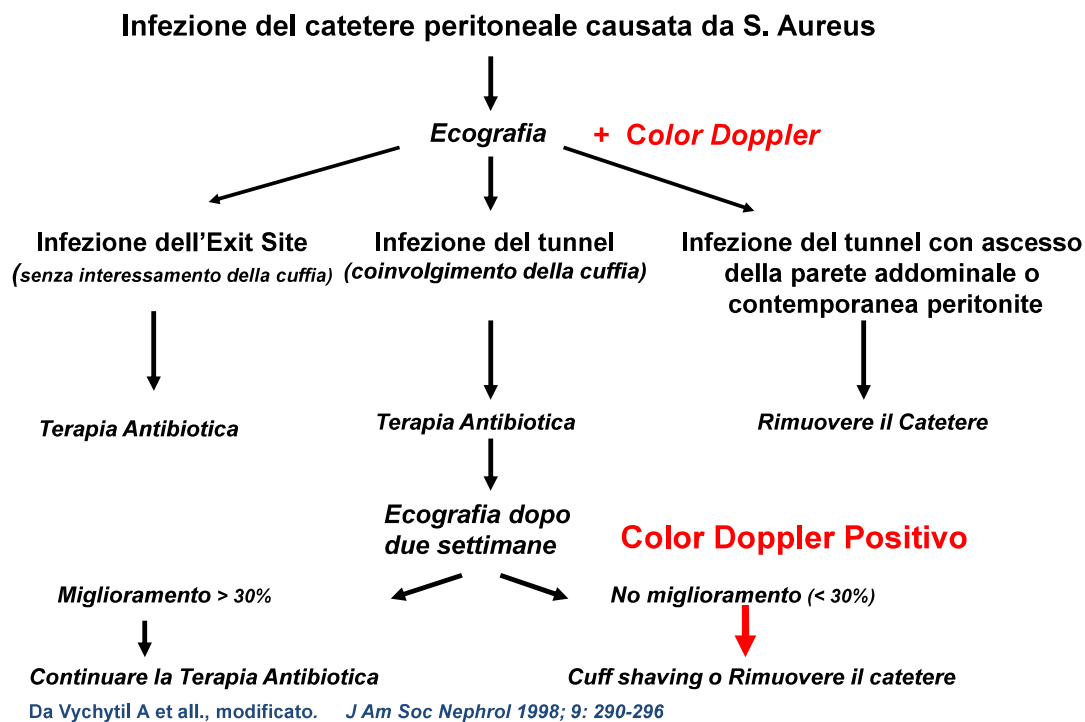 Infezione del catetere peritoneale causata da S. Aureus
Ecografia + Color Doppler
Infezione dell'Exit Site
(senza interessamento della cuffia)
Infezione del tunnel
(coinvolgimento della cuffia)
Infezione del tunnel con ascesso
della parete addominale o
contemporanea peritonite
Terapia Antibiotica
Terapia Antibiotica
Rimuovere il Catetere
Ecografia dopo
due settimane
Color Doppler Positivo
Miglioramento > 30%
No miglioramento (< 30%)
Continuare la Terapia Antibiotica
Cuff shaving o Rimuovere il catetere
Da Vychytil A et all., modificato. J Am Soc Nephrol 1998; 9: 290-296